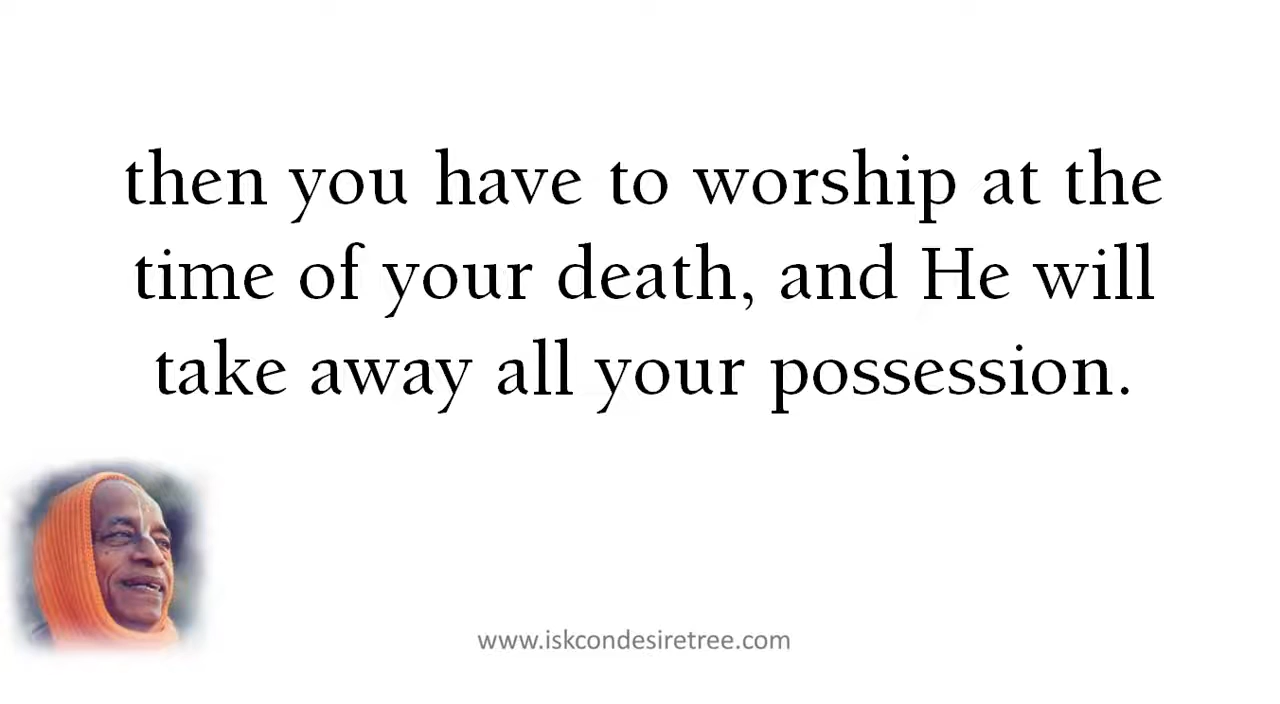 then you have to worship at the
time of your death, and He will
take away all your possession.
www.iskcondesiretree.com